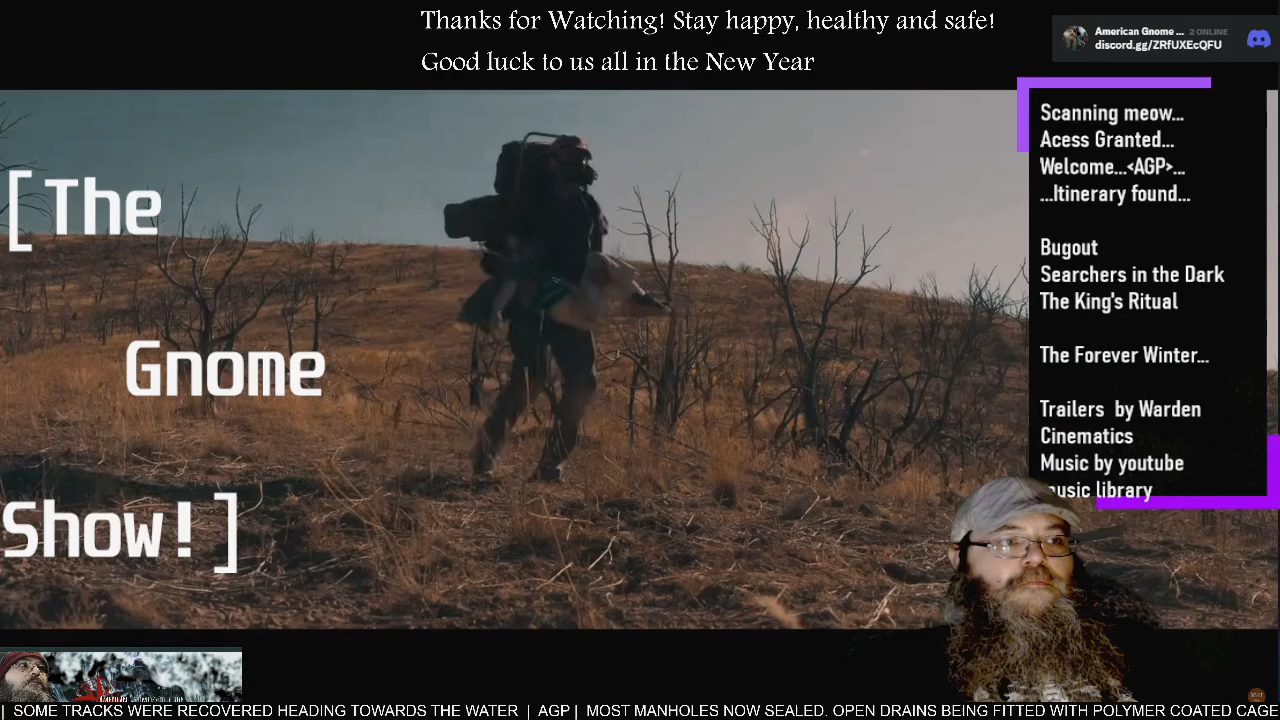 Thanks for Watching! Stay happy, healthy and safe!
Good luck to us all in the New Year
American Gnome ... 2 ONLINE
discord.gg/ZRfUXEcQFU
[The
Gnome
Show!]
Scanning meow...
Acess Granted...
Welcome...<AGP>...
...Itinerary found...
Bugout
Searchers in the Dark
The King's Ritual
The Forever Winter...
Trailers by Warden
Cinematics
Music by youtube
music library
| SOME TRACKS WERE RECOVERED HEADING TOWARDS THE WATER | AGP | MOST MANHOLES NOW SEALED, OPEN DRAINS BEING FITTED WITH POLYMER COATED CAGE